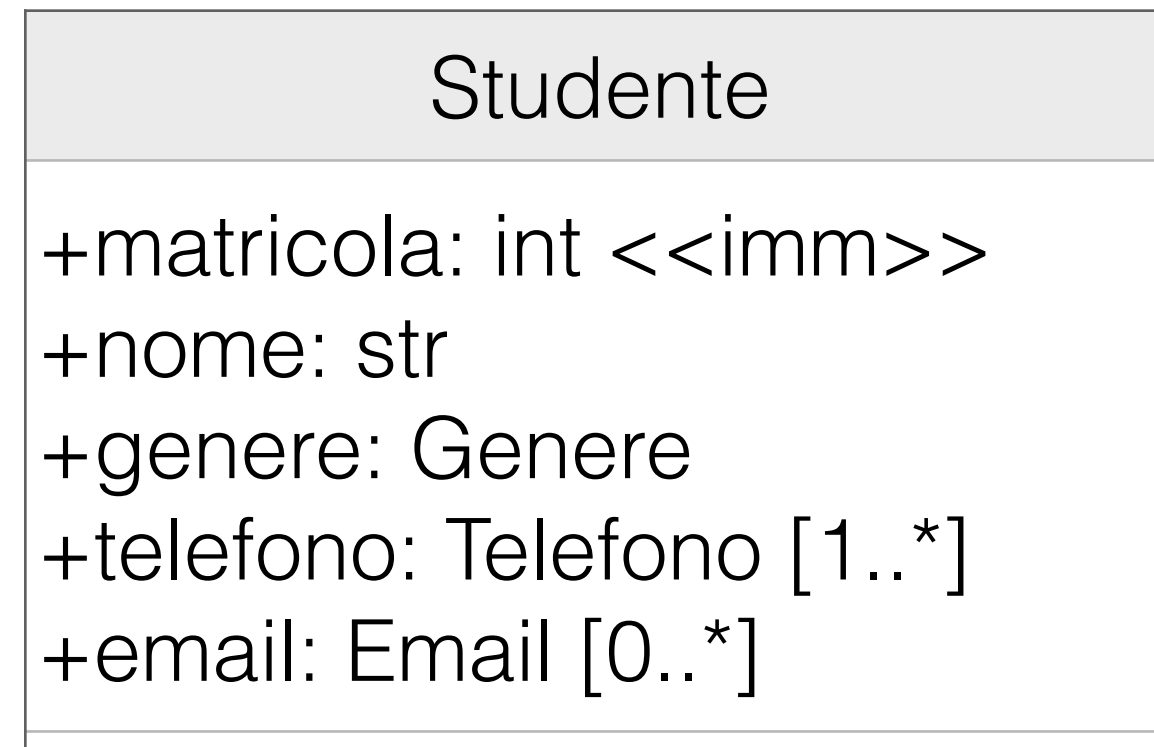 Studente
+matricola: int <<imm>>
+nome: str
+genere: Genere
+telefono: Telefono [1..*]
+email: Email [0..*]